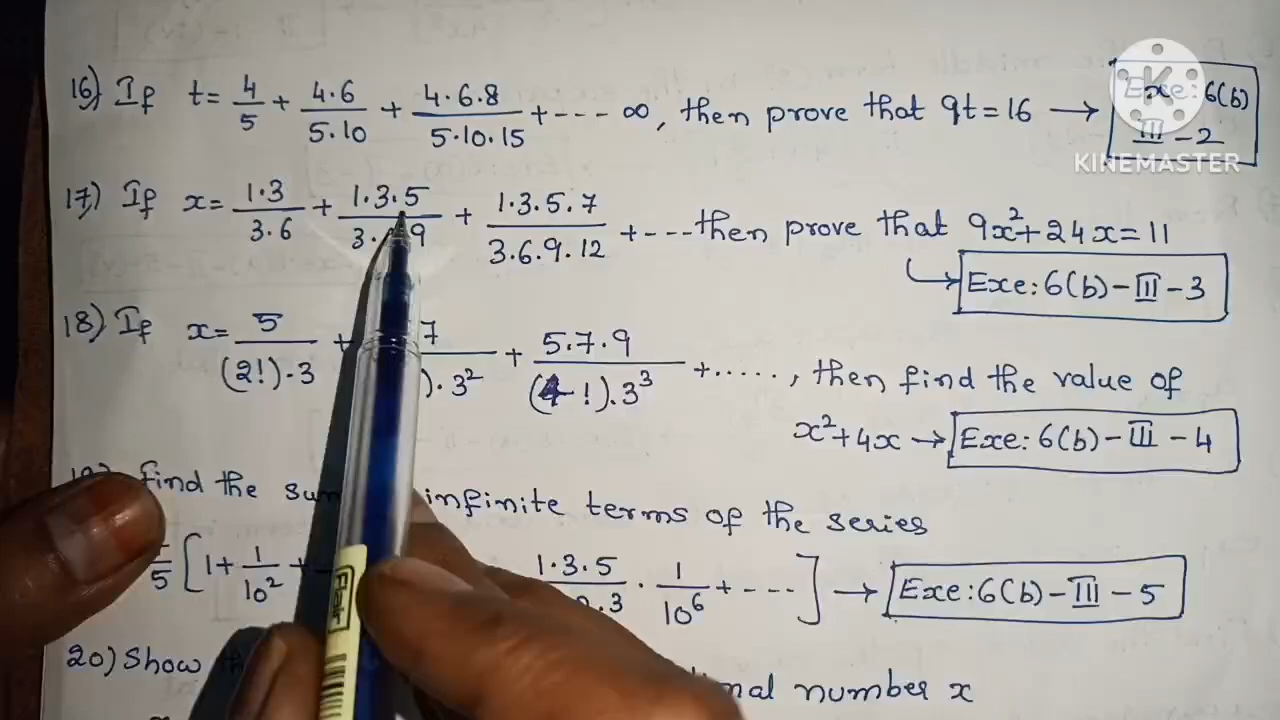 16) If t= 4/5 + 4.6/5.10 + 4.6.8/5.10.15 +---- ∞, then prove that 9t=16 → Exe: 6(b) III-2
KINEMASTER
17) If x= 1.3/3.6 + 1.3.5/3. 9 + 1.3.5.7/3.6.9.12 +---then prove that 9x²+24x=11
→ Exe: 6(b)-III-3
18) If x= 5/(2!).3 + 7/ ).3² + 5.7.9/(4!).3³ +....., then find the value of
x²+4x → Exe: 6(b)-III-4
find the infinite terms of the series
5 [1+ 1/10² + 1.3.5/ .3 . 1/10⁶ +----] → Exe: 6(b)-III-5
20) Show number x